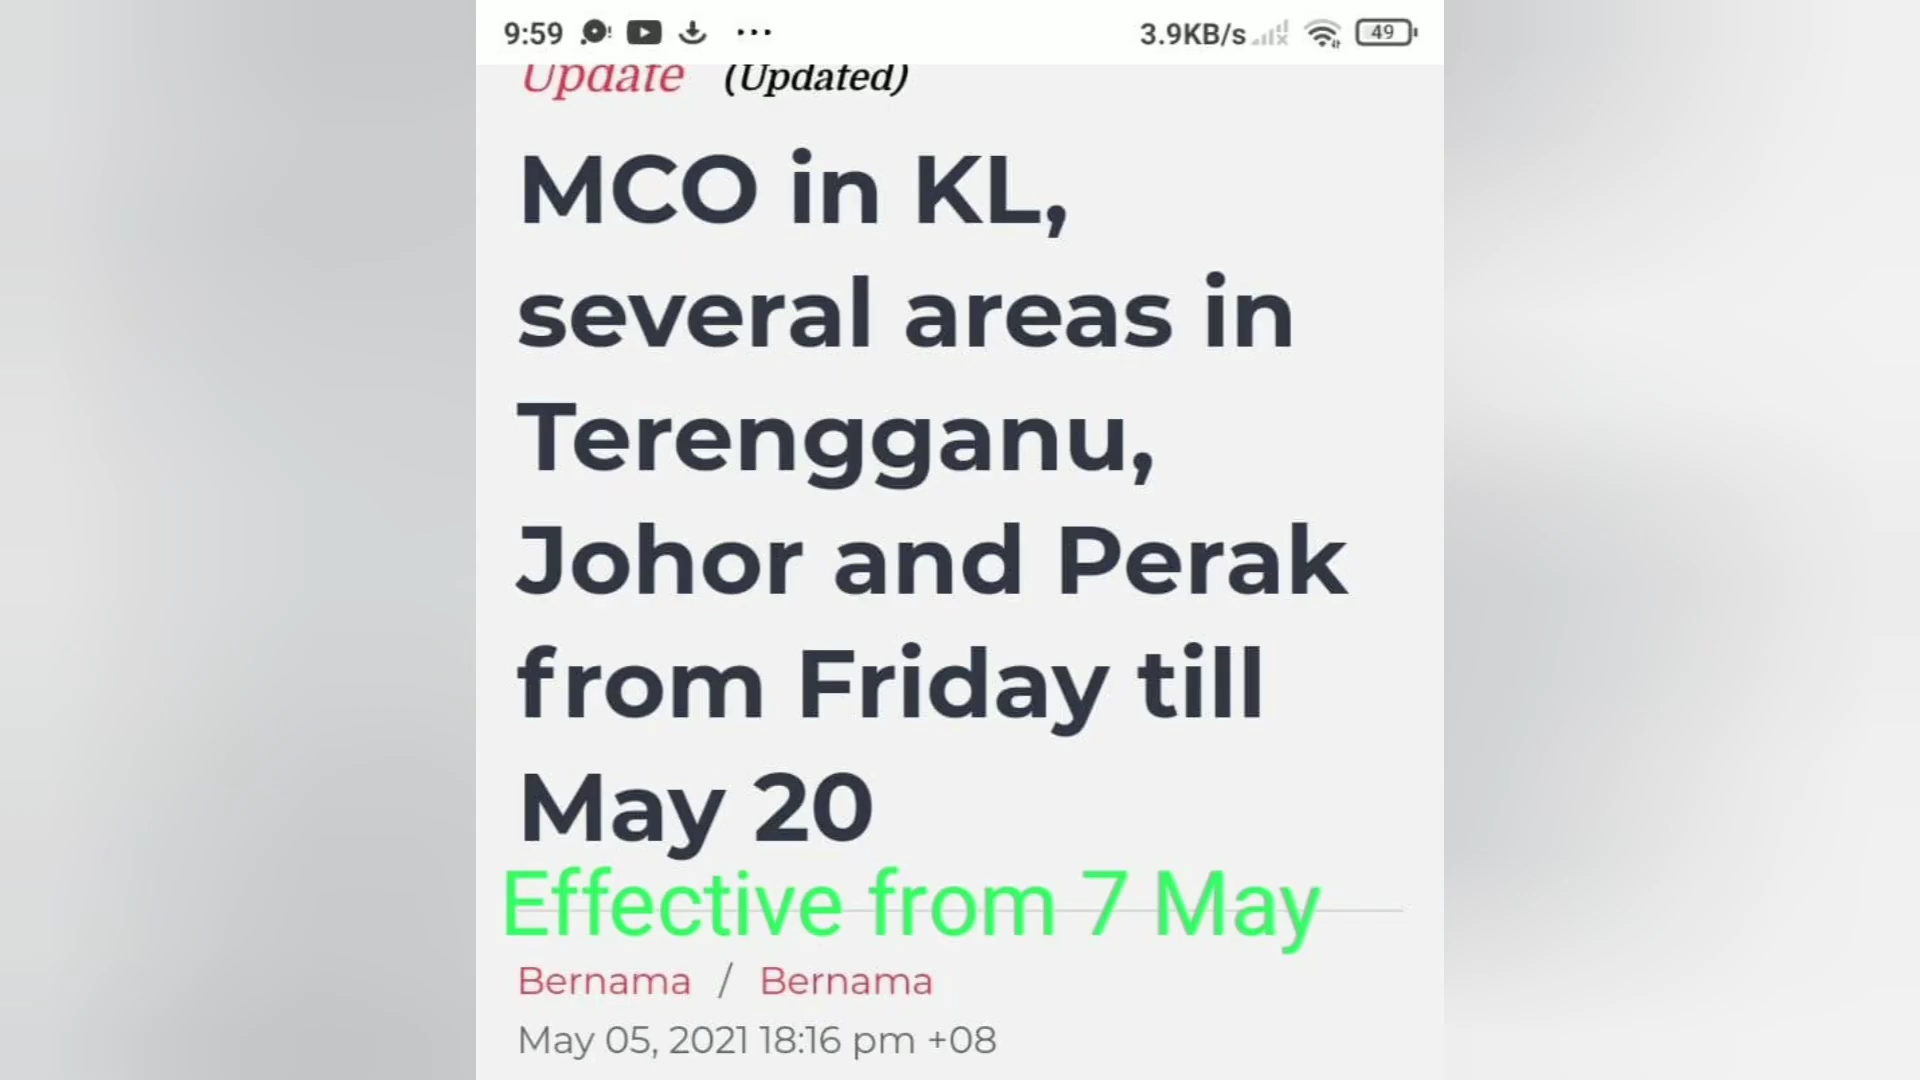 9:59 3.9KB/s 49
Update (Updated)
MCO in KL,
several areas in
Terengganu,
Johor and Perak
from Friday till
May 20
Effective from 7 May
Bernama / Bernama
May 05, 2021 18:16 pm +08